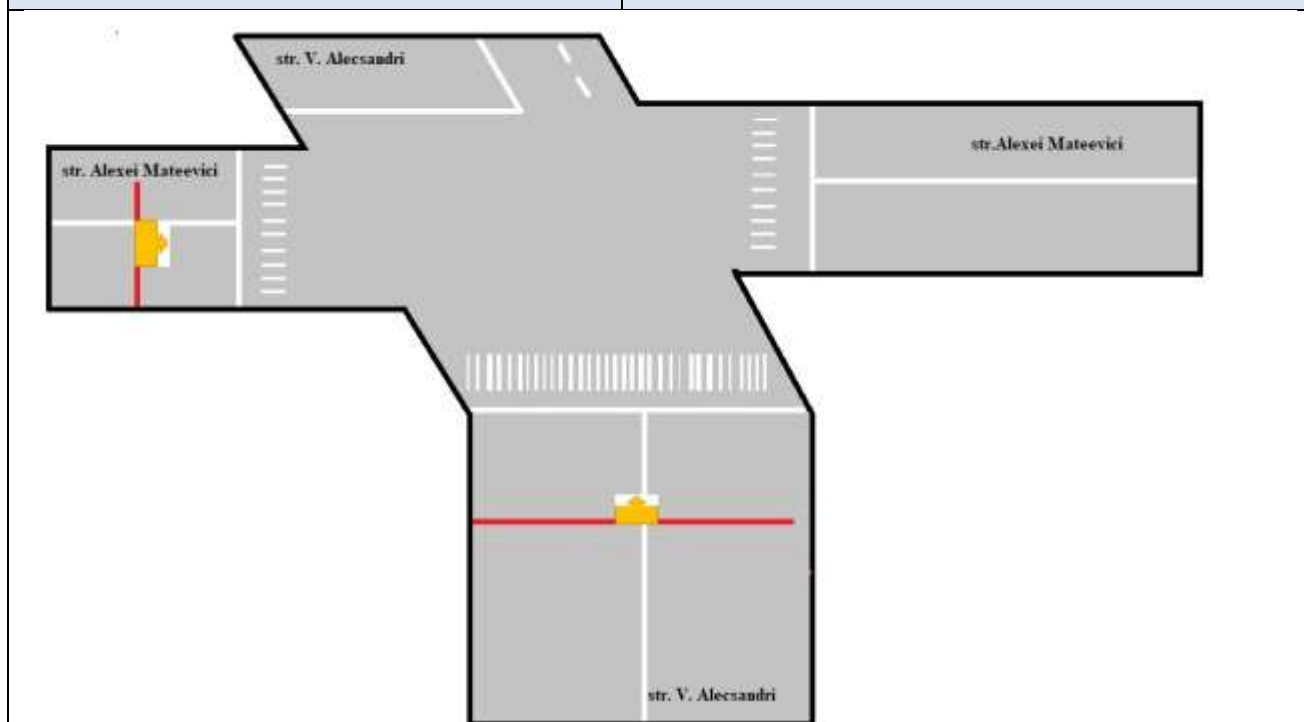 str. V. Alecsandri
str. Alexei Mateevici
str.Alexei Mateevici
str. V. Alecsandri